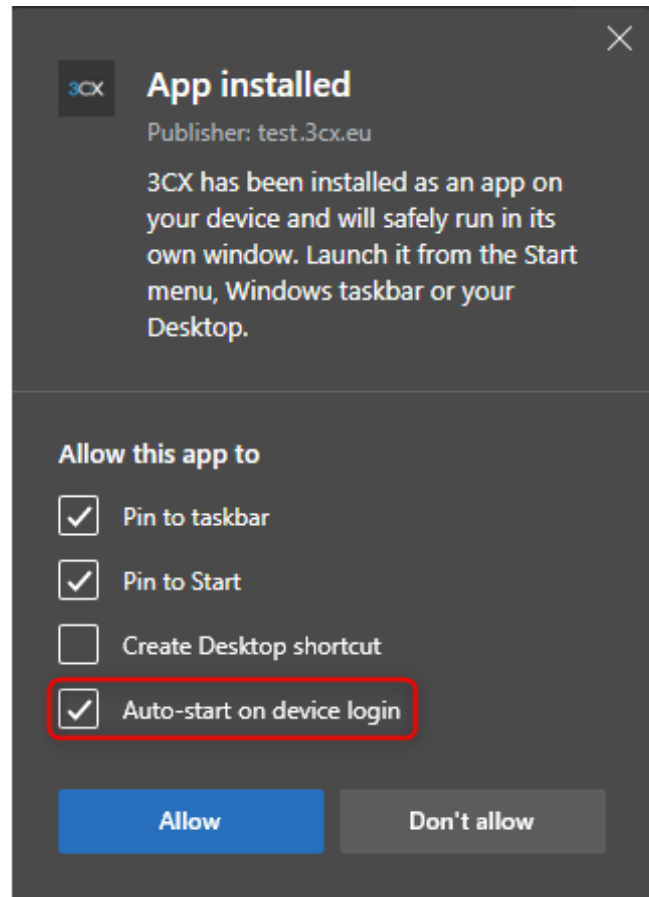 3CX
App installed
Publisher: test.3cx.eu
3CX has been installed as an app on
your device and will safely run in its
own window. Launch it from the Start
menu, Windows taskbar or your
Desktop.
Allow this app to
Pin to taskbar
Pin to Start
Create Desktop shortcut
Auto-start on device login
Allow
Don't allow